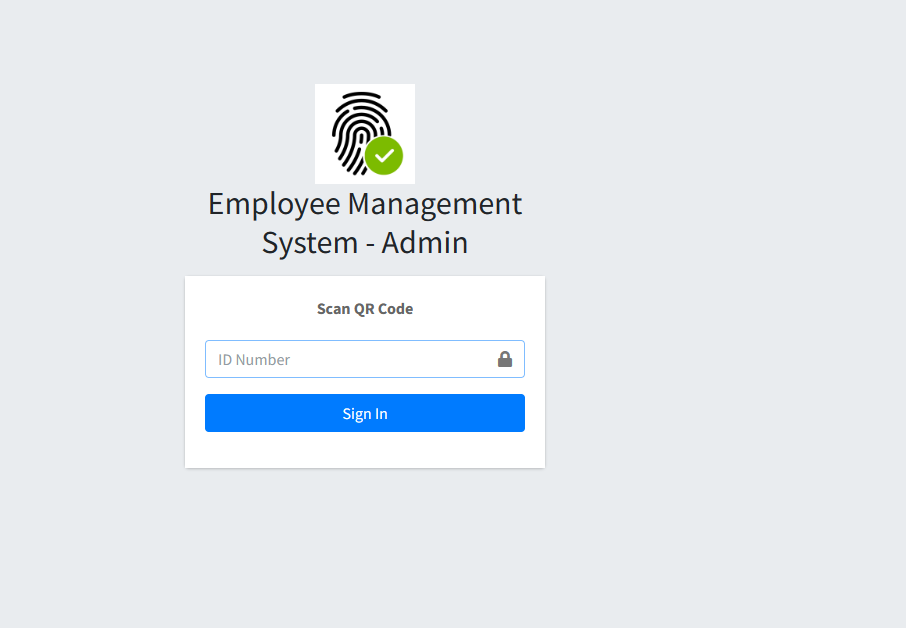 Employee Management
System - Admin
Scan QR Code
ID Number
Sign In